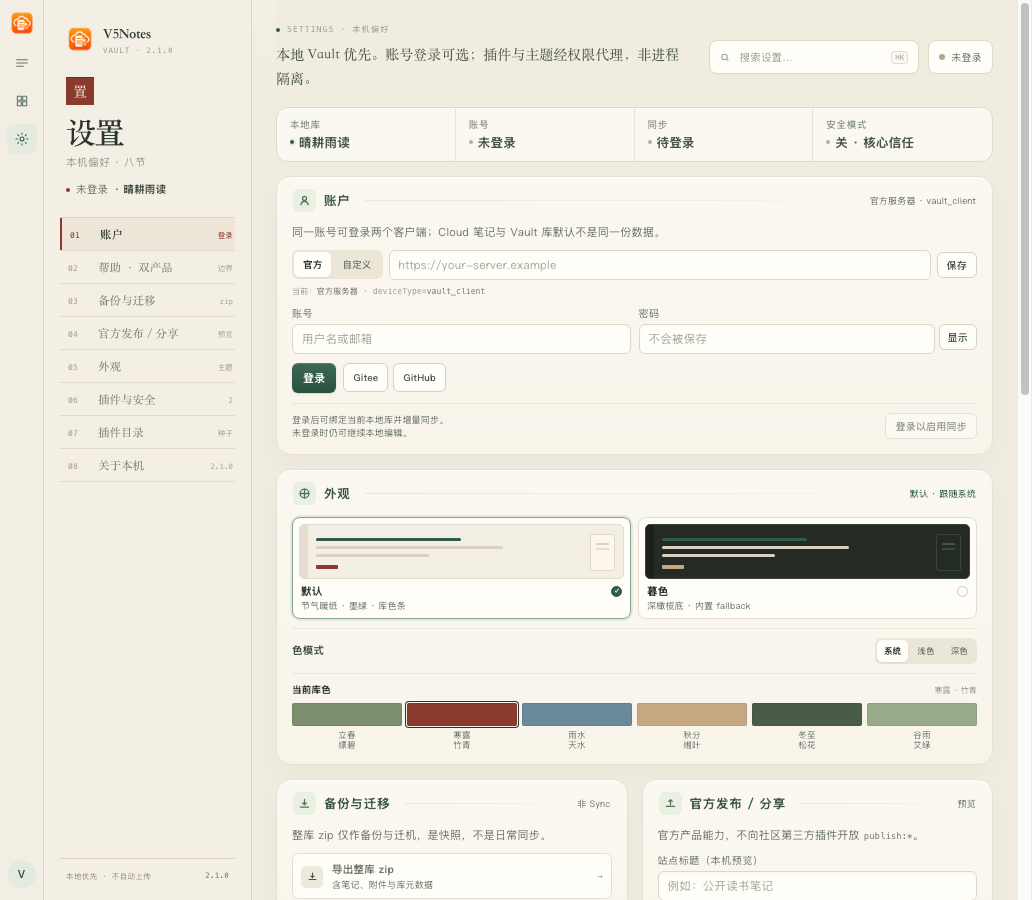 V5Notes
VAULT · 2.1.0
置
设置
本机偏好 · 八节
未登录 · 晴耕雨读
01 账户 登录
02 帮助 · 双产品 边界
03 备份与迁移 zip
04 官方发布 / 分享 预览
05 外观 主题
06 插件与安全 2
07 插件目录 种子
08 关于本机 2.1.0
V
本地优先 · 不自动上传 2.1.0
SETTINGS · 本机偏好
本地 Vault 优先。账号登录可选；插件与主题经权限代理，非进程
隔离。
搜索设置… ⌘K
未登录
本地库 账号 同步 安全模式
晴耕雨读 未登录 待登录 关 · 核心信任
账户 官方服务器 · vault_client
同一账号可登录两个客户端；Cloud 笔记与 Vault 库默认不是同一份数据。
官方 自定义 https://your-server.example 保存
当前：官方服务器 · deviceType=vault_client
账号 密码
用户名或邮箱 不会被保存 显示
登录 Gitee GitHub
登录后可绑定当前本地库并增量同步。
未登录时仍可继续本地编辑。
登录以启用同步
外观 默认 · 跟随系统
默认 暮色
节气暖纸 · 墨绿 · 库色条 深橄榄底 · 内置 fallback
色模式 系统 浅色 深色
当前库色 寒露 · 竹青
立春 寒露 雨水 秋分 冬至 谷雨
缥碧 竹青 天水 缃叶 松花 艾绿
备份与迁移 非 Sync
整库 zip 仅作备份与迁机，是快照，不是日常同步。
导出整库 zip →
含笔记、附件与库元数据
官方发布 / 分享 预览
官方产品能力，不向社区第三方插件开放 publish:*。
站点标题（本机预览）
例如：公开读书笔记